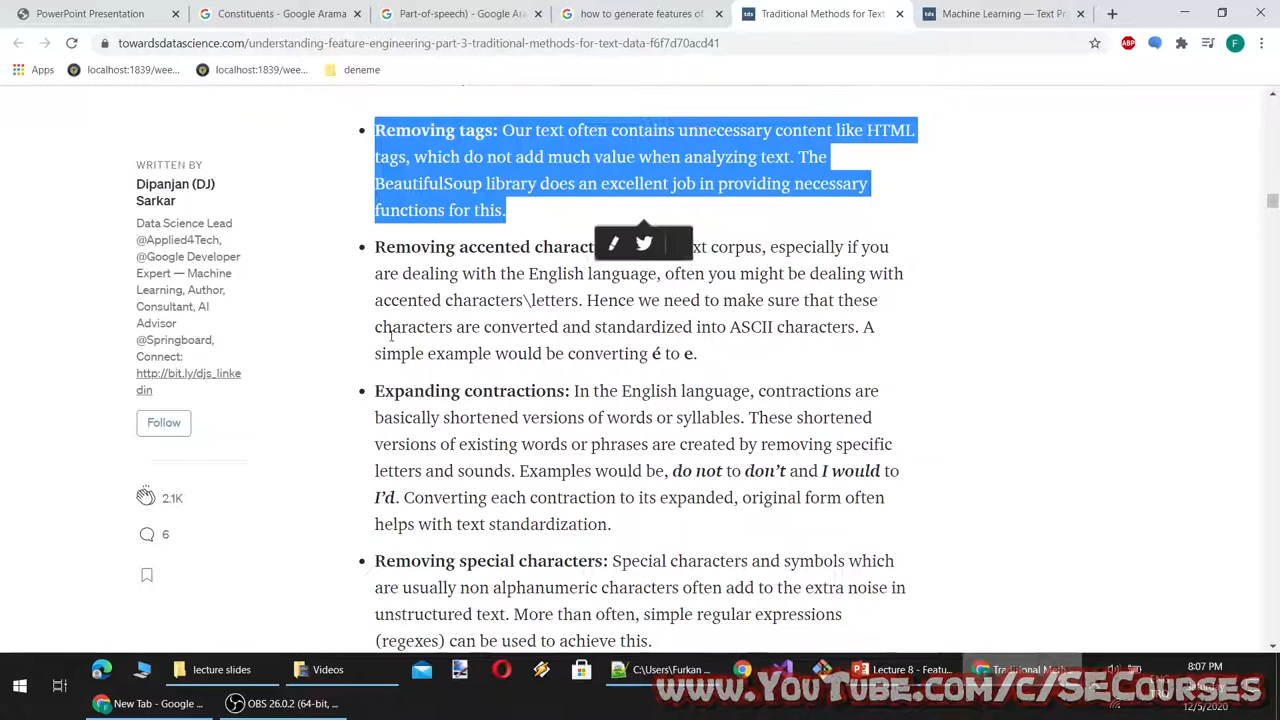 PowerPoint Presentation
Constituents - Google Arama
Part-of-speech) - Google Ara
how to generate features of
Traditional Methods for Text
Machine Learning — Text Pr
towardsdatascience.com/understanding-feature-engineering-part-3-traditional-methods-for-text-data-f6f7d70acd41
ABP
F
Apps
localhost:1839/wee...
localhost:1839/wee...
deneme
WRITTEN BY
Dipanjan (DJ)
Sarkar
Data Science Lead
@Applied4Tech,
@Google Developer
Expert — Machine
Learning, Author,
Consultant, AI
Advisor
@Springboard,
Connect:
http://bit.ly/djs_linke
din
Follow
2.1K
6
• Removing tags: Our text often contains unnecessary content like HTML
tags, which do not add much value when analyzing text. The
BeautifulSoup library does an excellent job in providing necessary
functions for this.
• Removing accented charact xt corpus, especially if you
are dealing with the English language, often you might be dealing with
accented characters\letters. Hence we need to make sure that these
characters are converted and standardized into ASCII characters. A
simple example would be converting é to e.
• Expanding contractions: In the English language, contractions are
basically shortened versions of words or syllables. These shortened
versions of existing words or phrases are created by removing specific
letters and sounds. Examples would be, do not to don't and I would to
I'd. Converting each contraction to its expanded, original form often
helps with text standardization.
• Removing special characters: Special characters and symbols which
are usually non alphanumeric characters often add to the extra noise in
unstructured text. More than often, simple regular expressions
(regexes) can be used to achieve this.
lecture slides
Videos
C:\Users\Furkan ...
Lecture 8 - Featu...
Traditional Meth...
8:07 PM
New Tab - Google ...
OBS 26.0.2 (64-bit, ...
ENG
TRQ
Saturday
12/5/2020
www.YouTube.com/c/SECourses